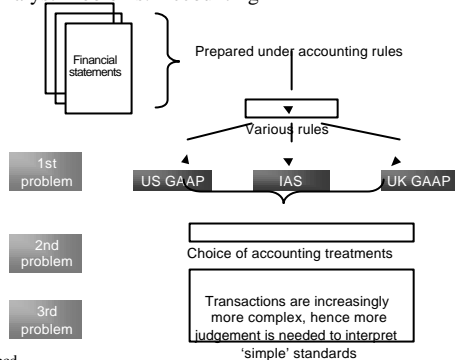 Financial
statements
Prepared under accounting rules
Various rules
1st
problem
US GAAP
IAS
UK GAAP
2nd
problem
Choice of accounting treatments
3rd
problem
Transactions are increasingly
more complex, hence more
judgement is needed to interpret
'simple' standards